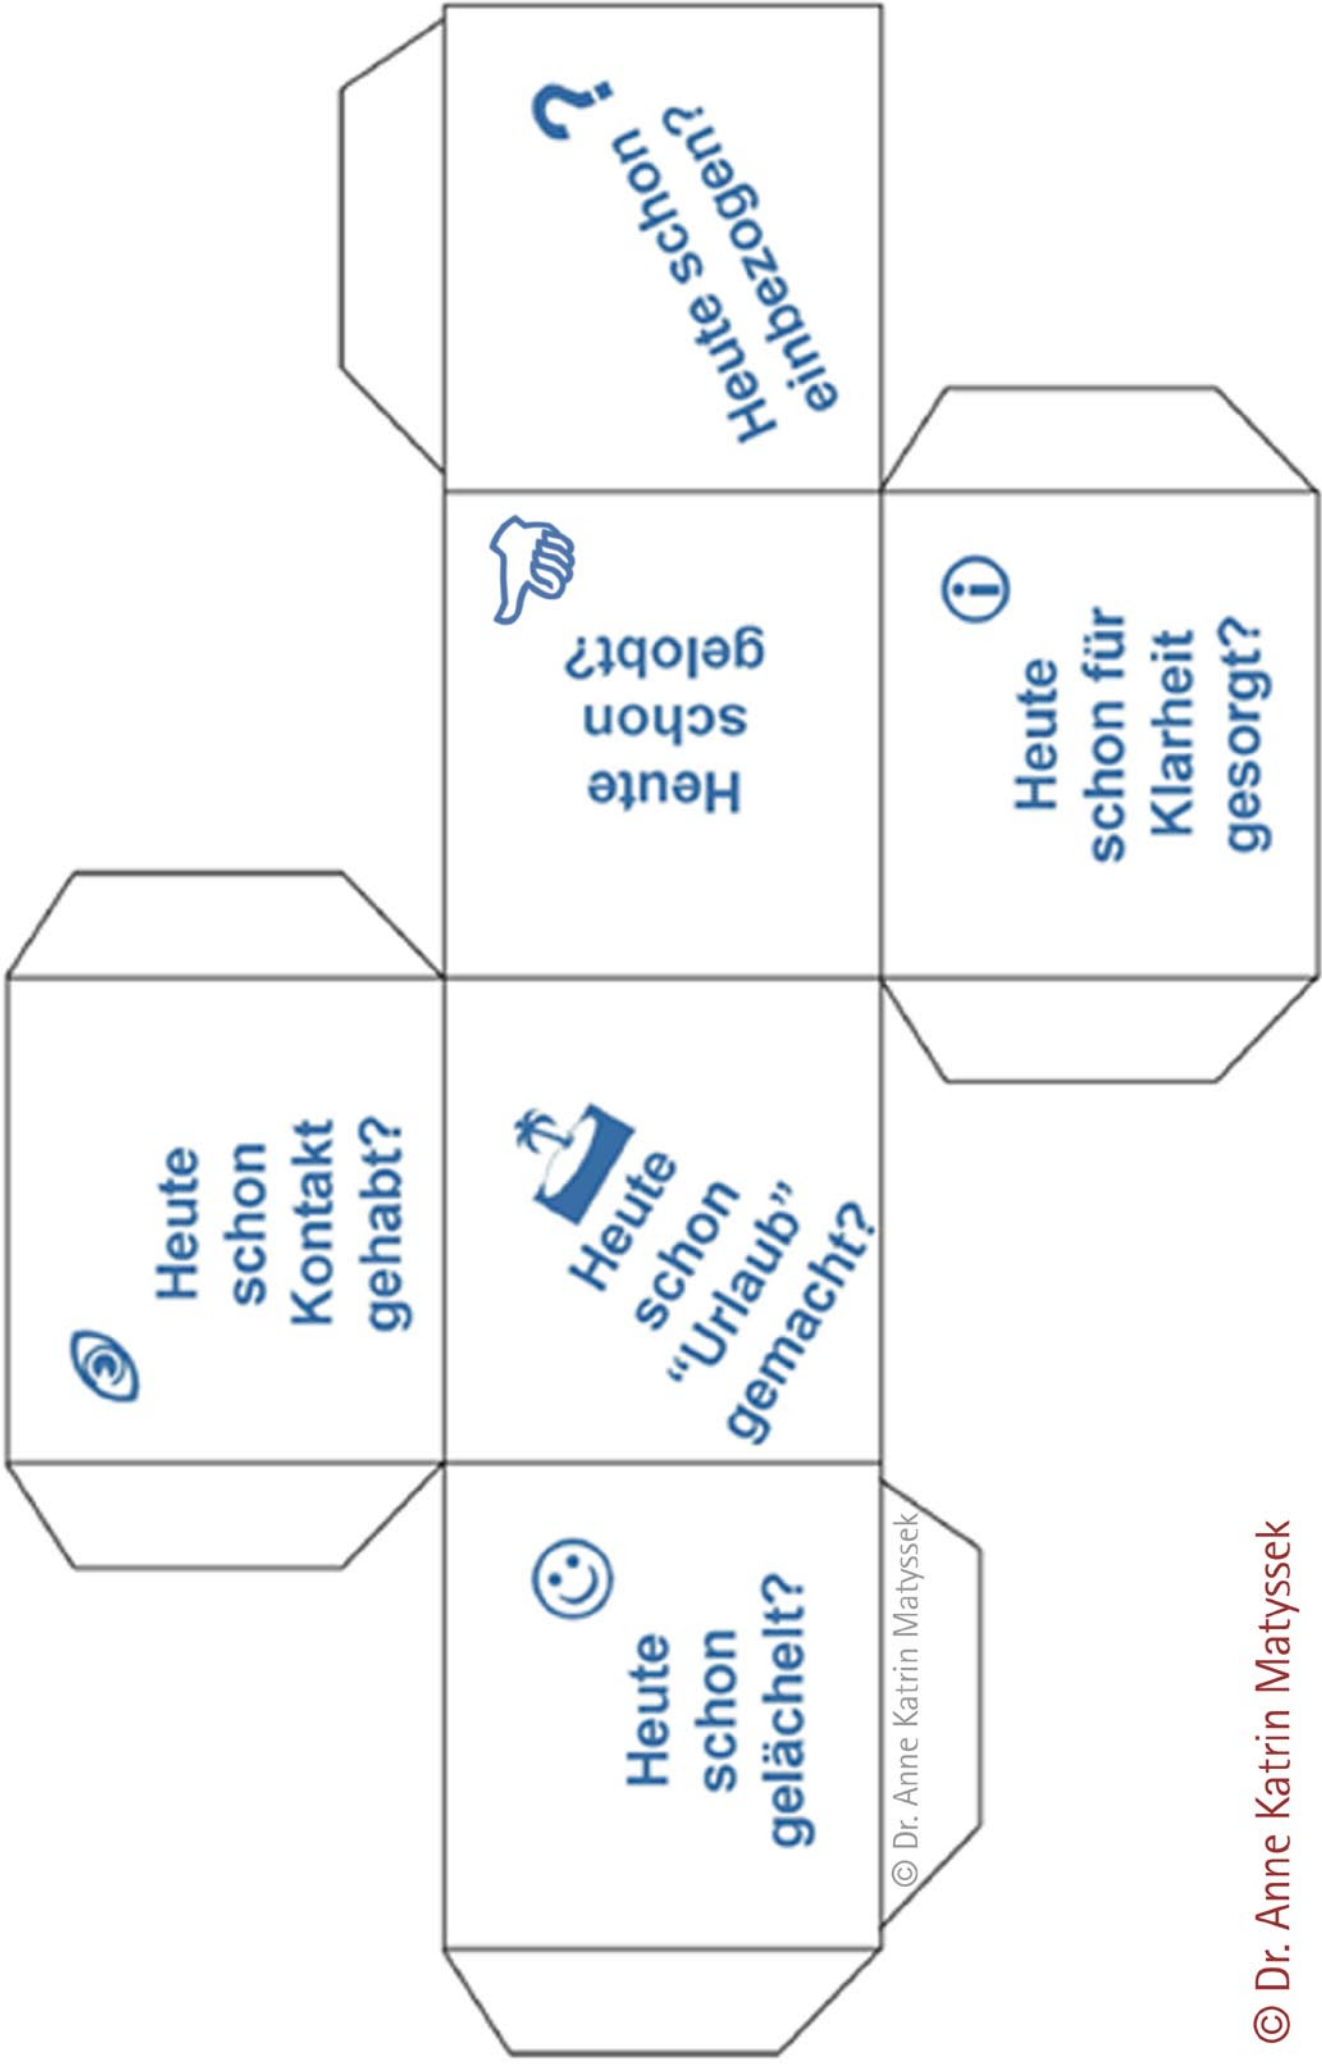 Heute schon
einbezogen?
Heute
schon
gelobt?
Heute
schon für
Klarheit
gesorgt?
Heute
schon
Kontakt
gehabt?
Heute
schon
“Urlaub”
gemacht?
Heute
schon
gelächelt?
© Dr. Anne Katrin Matyssek
© Dr. Anne Katrin Matyssek